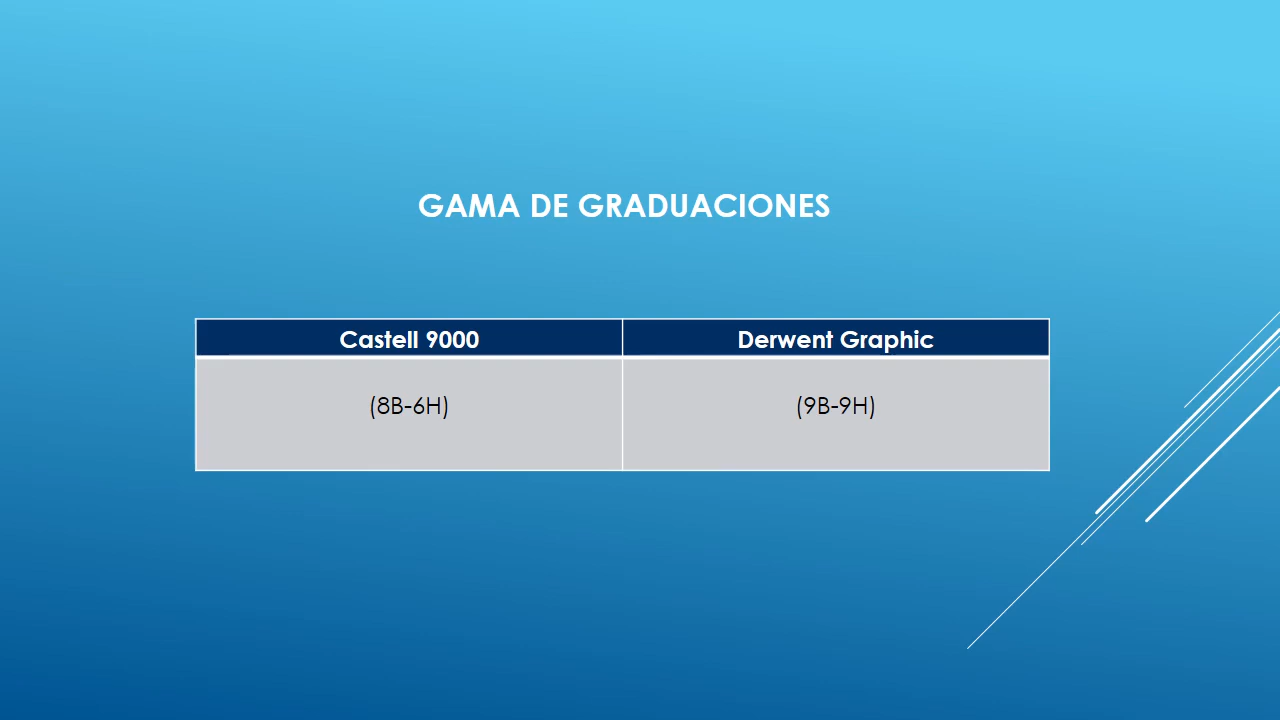 GAMA DE GRADUACIONES
Castell 9000
Derwent Graphic
(8B-6H)
(9B-9H)